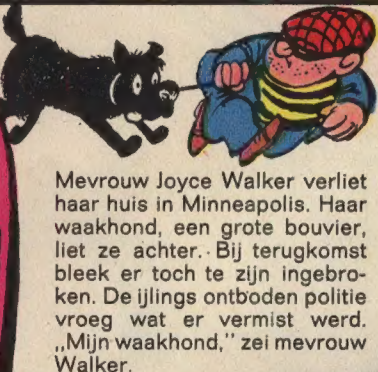 Mevrouw Joyce Walker verliet
haar huis in Minneapolis. Haar
waakhond, een grote bouvier,
liet ze achter. Bij terugkomst
bleek er toch te zijn ingebro-
ken. De ijlings ontboden politie
vroeg wat er vermist werd.
„Mijn waakhond,” zei mevrouw
Walker.